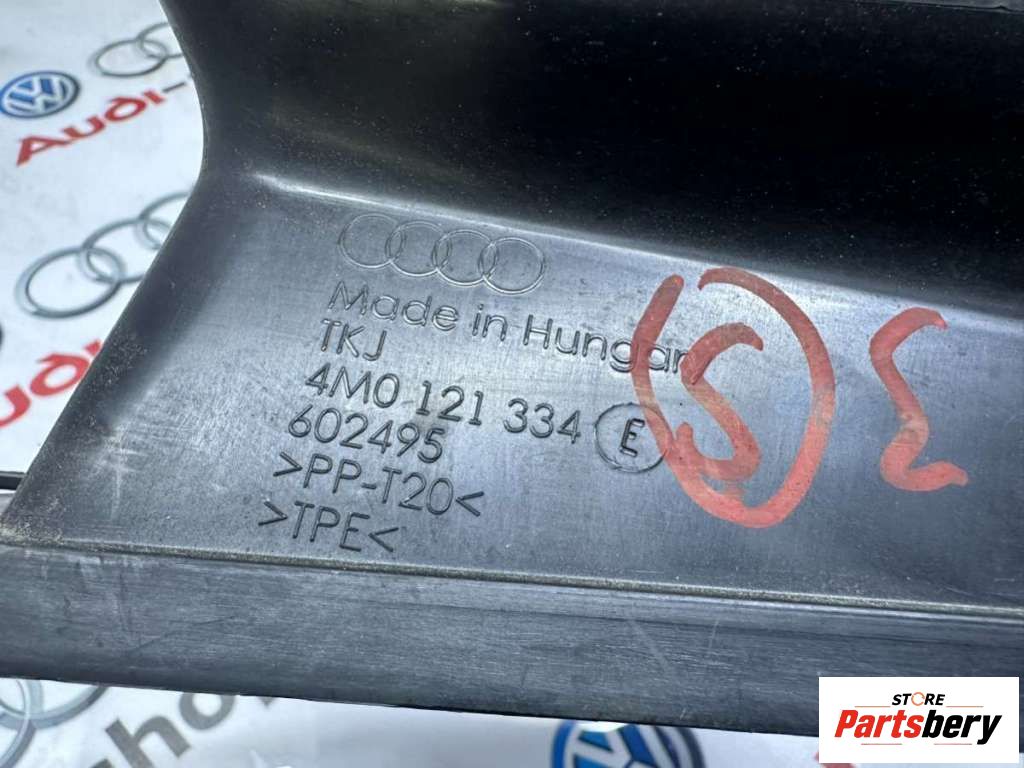 Audi
Made in Hungary
TKJ
4M0 121 334 E
602495
>PP-T20<
>TPE<
S
STORE
Partsbery